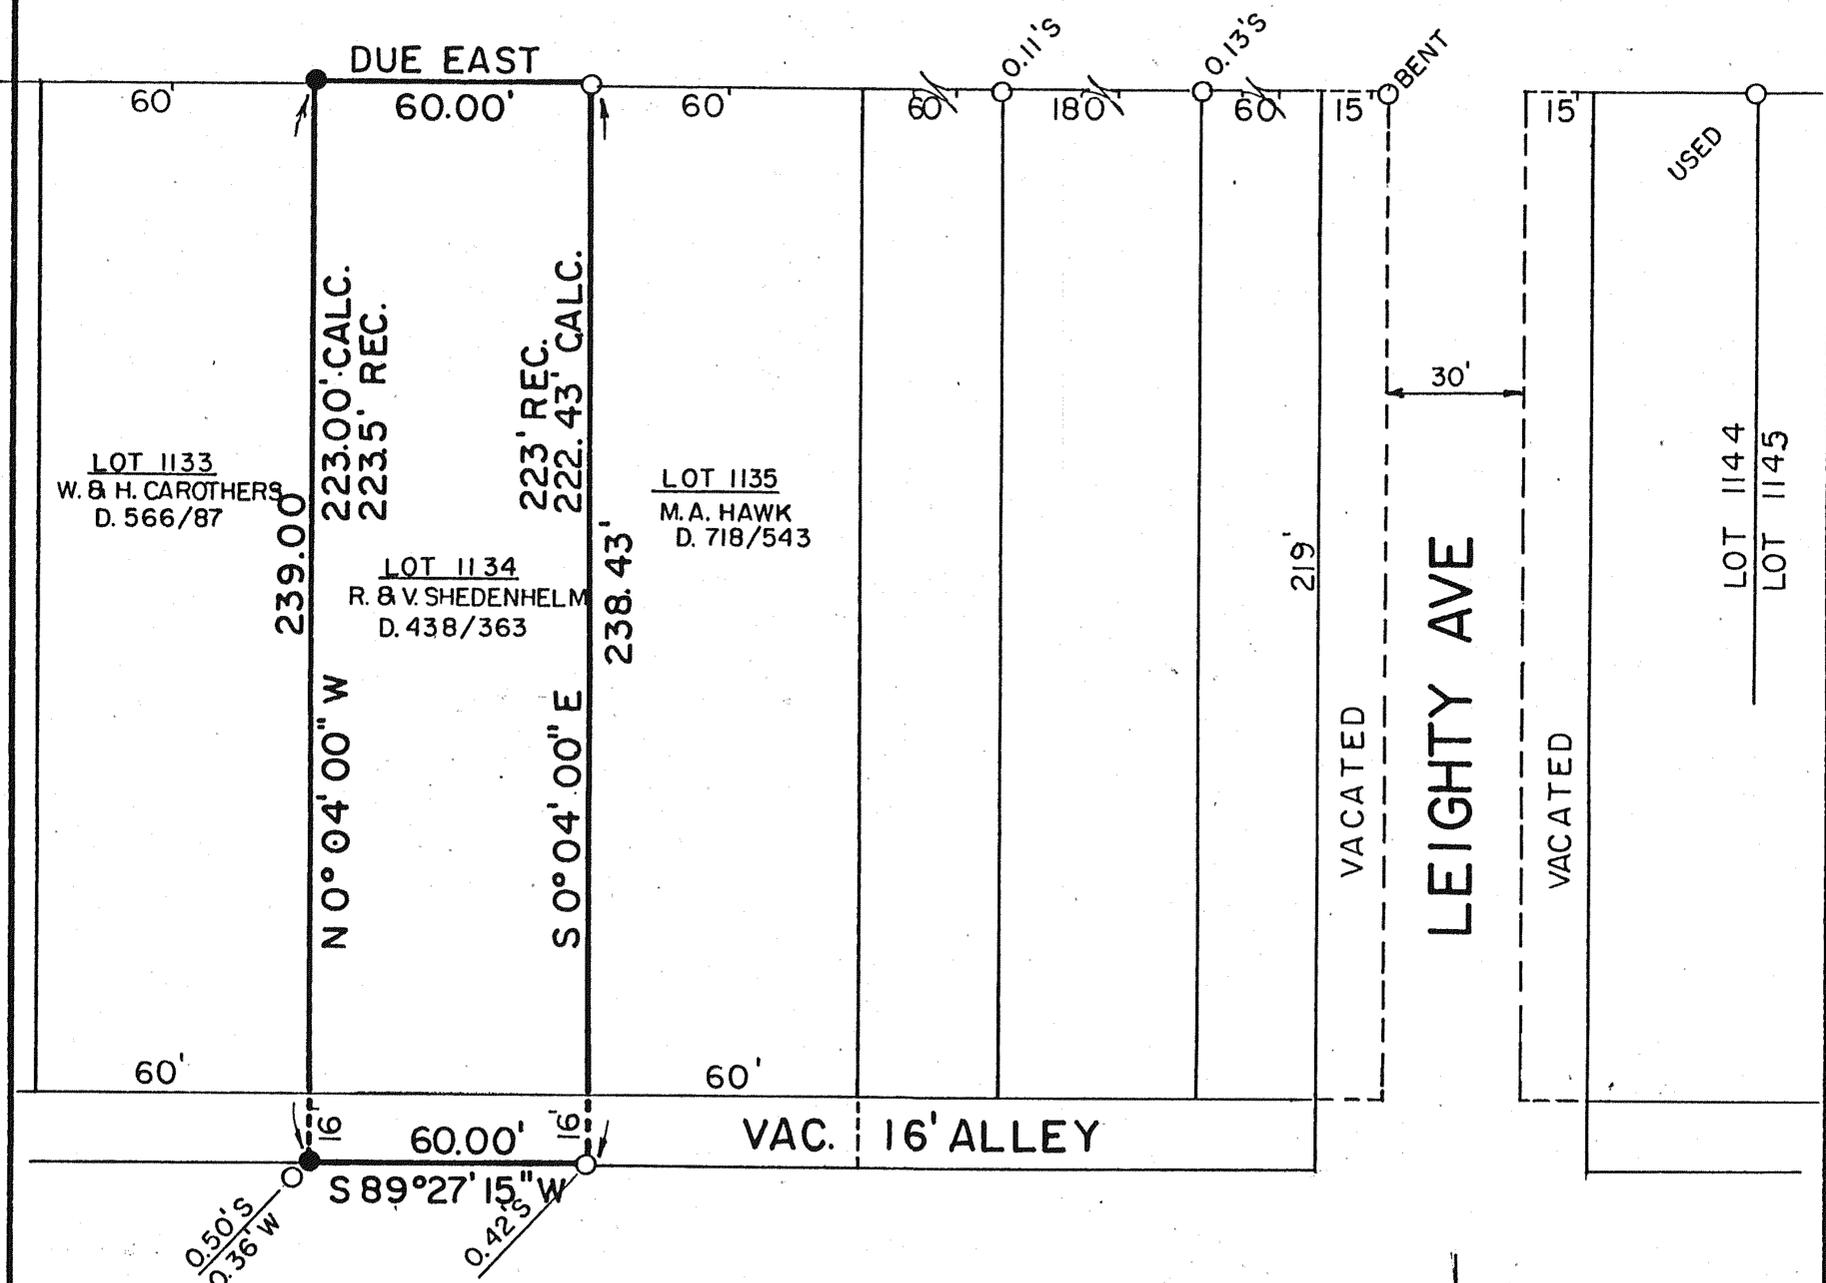 DUE EAST
60'
60.00'
60'
60'
0.11'S
180'
0.13'S
60'
15'
BENT
15'
USED
223.00' CALC.
223.5' REC.
223' REC.
222.43' CALC.
30'
LOT 1133
W. & H. CAROTHERS
D. 566/87
239.00
LOT 1134
R. & V. SHEDENHELM
D. 438/363
238.43'
LOT 1135
M.A. HAWK
D. 718/543
219'
LOT 1144
LOT 1145
N 0° 04' 00" W
S 0° 04' 00" E
VACATED
LEIGHTY AVE
VACATED
60'
60'
16'
60.00'
16'
VAC. 16' ALLEY
S 89°27'15" W
0.50'S
0.36'W
0.42'S